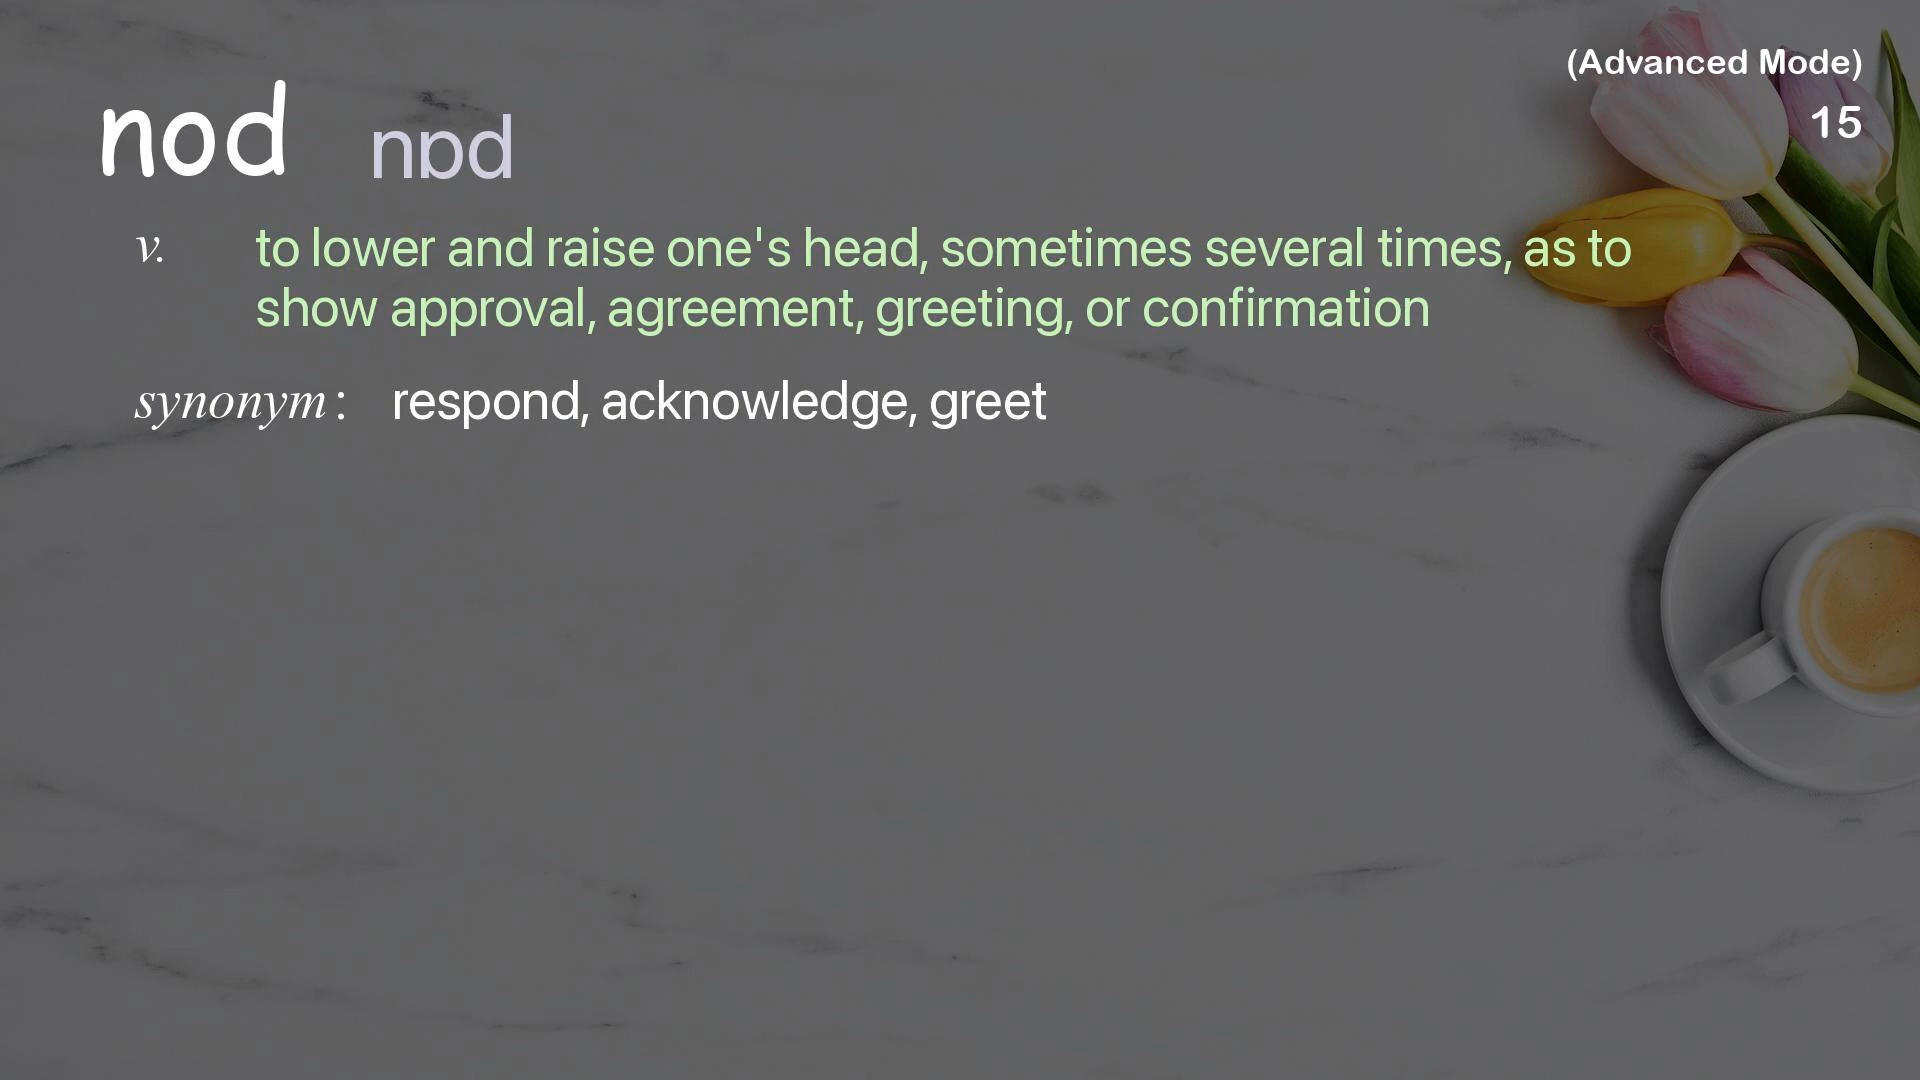 (Advanced Mode)
15
nod nɒd
v. to lower and raise one's head, sometimes several times, as to
show approval, agreement, greeting, or confirmation
synonym : respond, acknowledge, greet